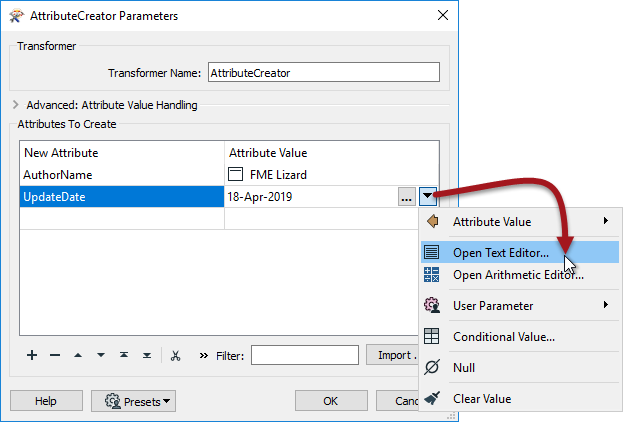 AttributeCreator Parameters
Transformer
Transformer Name: AttributeCreator
Advanced: Attribute Value Handling
Attributes To Create
New Attribute Attribute Value
AuthorName FME Lizard
UpdateDate 18-Apr-2019 ...
Attribute Value
Open Text Editor...
Open Arithmetic Editor...
User Parameter
Conditional Value...
Null
Clear Value
Filter: Import .
Help Presets OK Canc